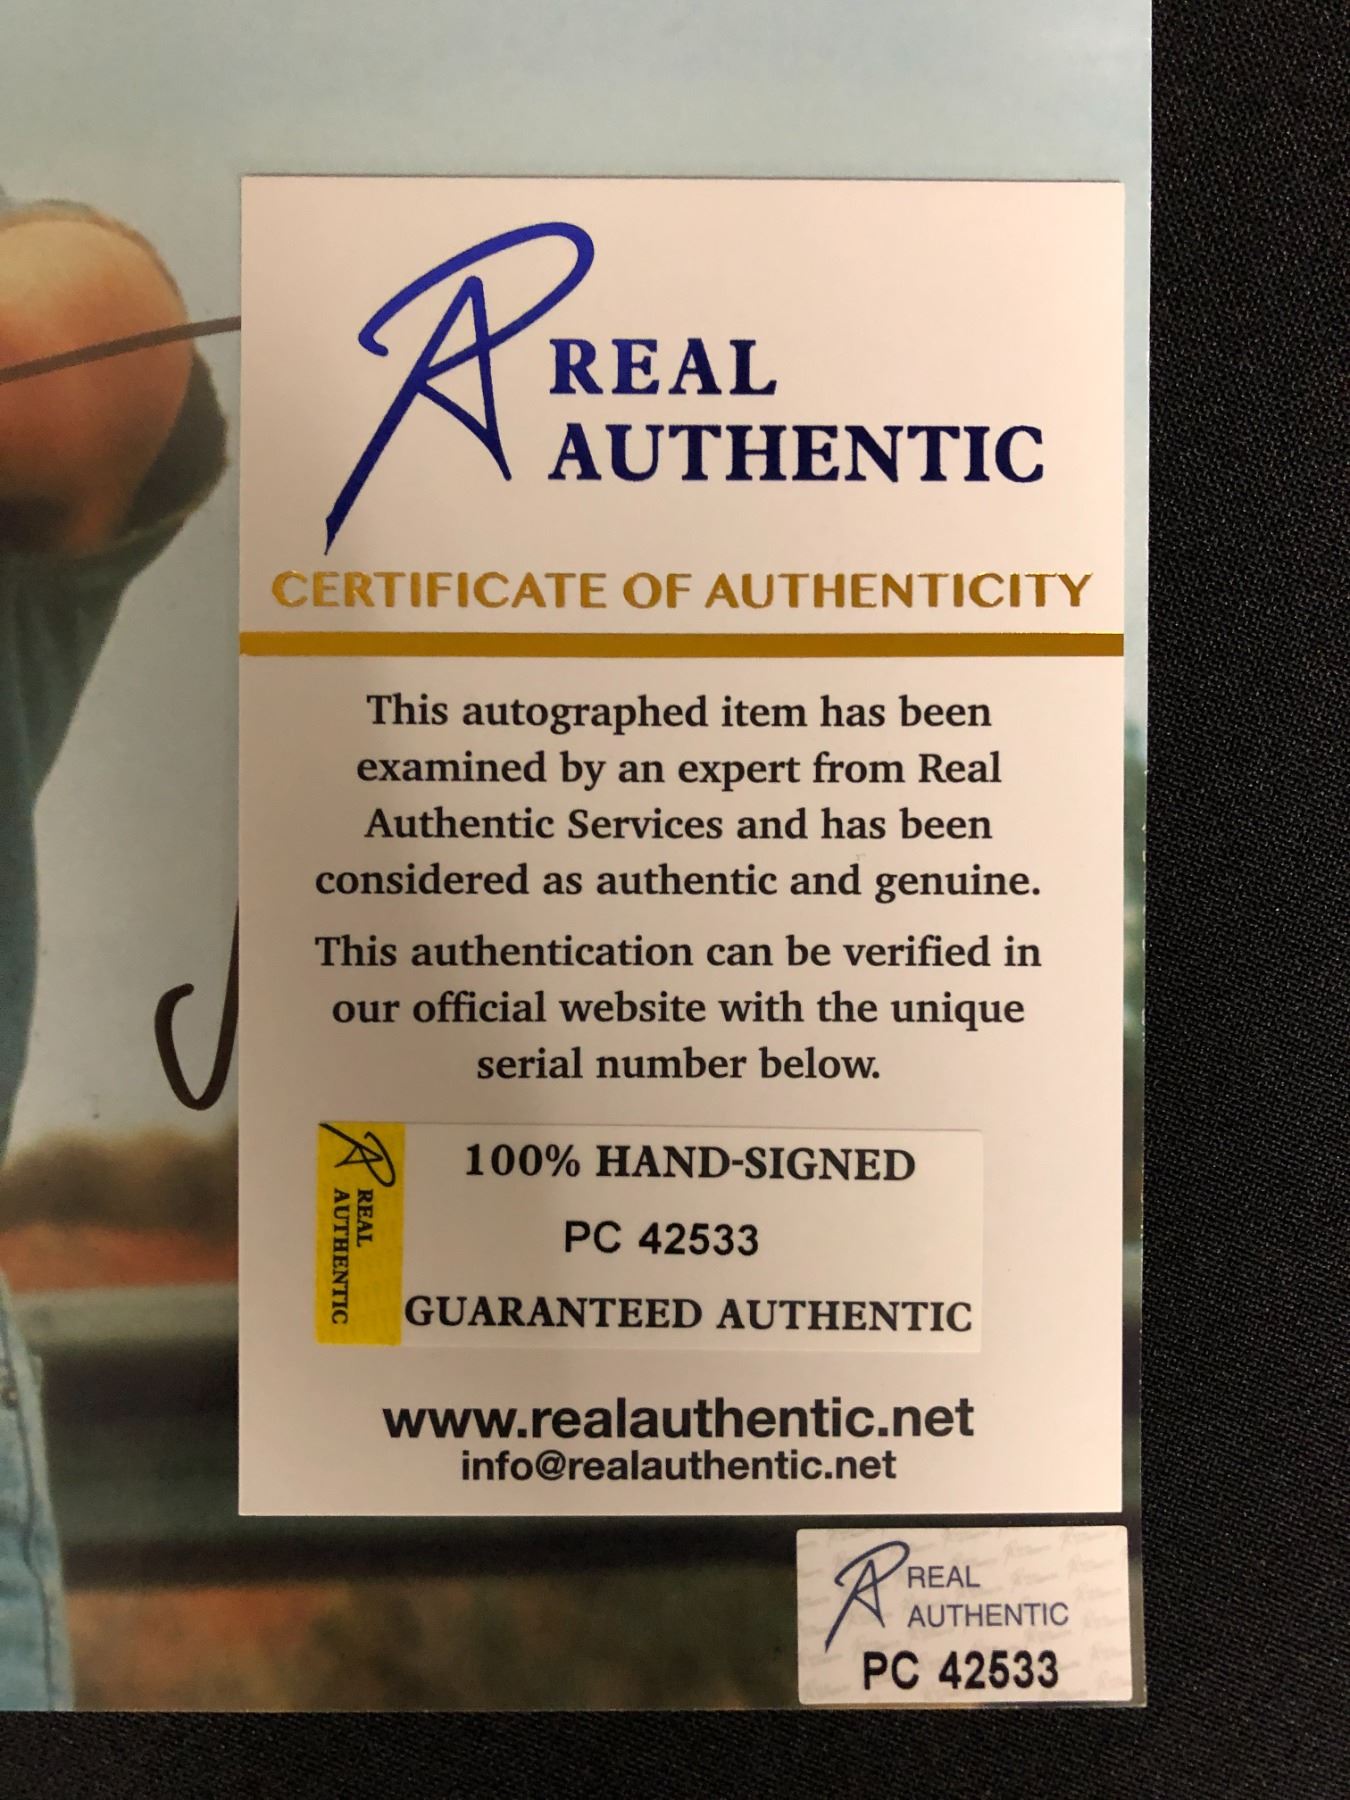 REAL
AUTHENTIC
CERTIFICATE OF AUTHENTICITY
This autographed item has been
examined by an expert from Real
Authentic Services and has been
considered as authentic and genuine.
This authentication can be verified in
our official website with the unique
serial number below.
REAL
AUTHENTIC
100% HAND-SIGNED
PC 42533
GUARANTEED AUTHENTIC
www.realauthentic.net
info@realauthentic.net
REAL
AUTHENTIC
PC 42533